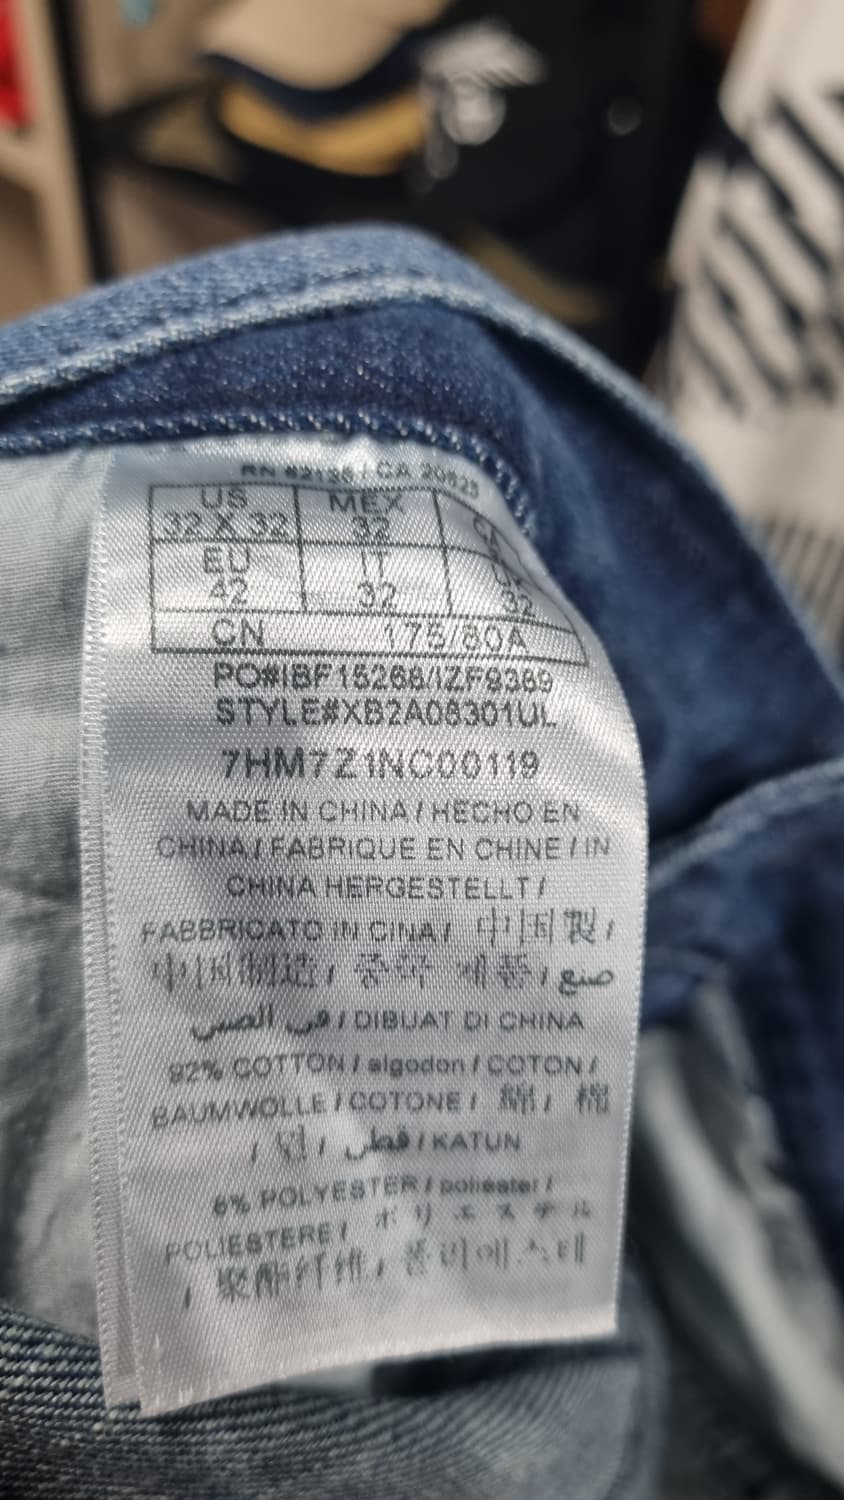 RN 62136 / CA 20625
US MEX CA
32 X 32 32
EU IT
42 32 32
CN 175/80A
PO#IBF15268/IZF9389
STYLE#XB2A08301UL
7HM7Z1NC00119
MADE IN CHINA / HECHO EN
CHINA / FABRIQUE EN CHINE / IN
CHINA HERGESTELLT /
FABBRICATO IN CINA / 中国製 /
中国制造 / 중국 제품 / صنع
في الصين / DIBUAT DI CHINA
92% COTTON / algodon / COTON /
BAUMWOLLE / COTONE / 綿 / 棉
/ 면 / قطن / KATUN
6% POLYESTER / poliester /
POLIESTERE / ポリエステル
/ 聚酯纤维 / 폴리에스테